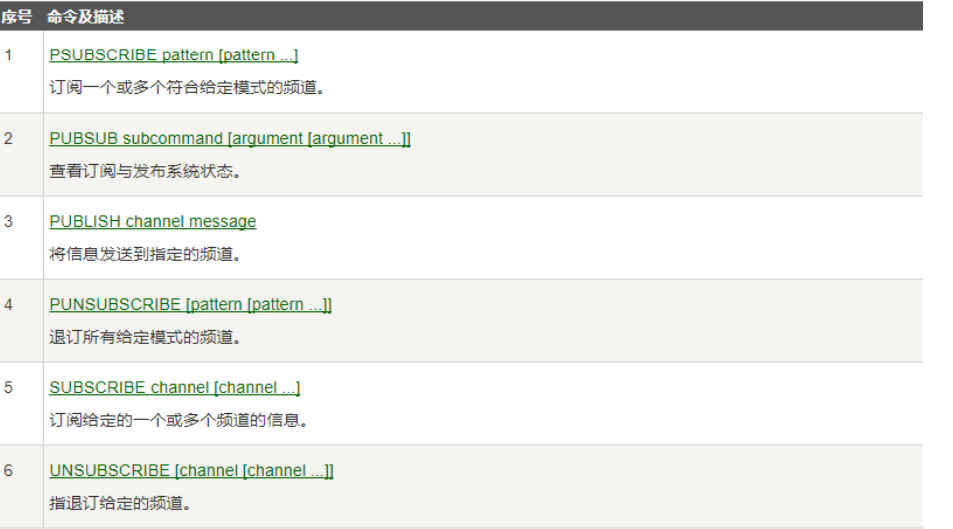 序号 命令及描述
1 PSUBSCRIBE pattern [pattern ...]
订阅一个或多个符合给定模式的频道。
2 PUBSUB subcommand [argument [argument ...]]
查看订阅与发布系统状态。
3 PUBLISH channel message
将信息发送到指定的频道。
4 PUNSUBSCRIBE [pattern [pattern ...]]
退订所有给定模式的频道。
5 SUBSCRIBE channel [channel ...]
订阅给定的一个或多个频道的信息。
6 UNSUBSCRIBE [channel [channel ...]]
指退订给定的频道。